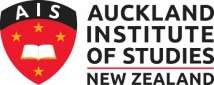 AIS
AUCKLAND
INSTITUTE
OF STUDIES
NEW ZEALAND